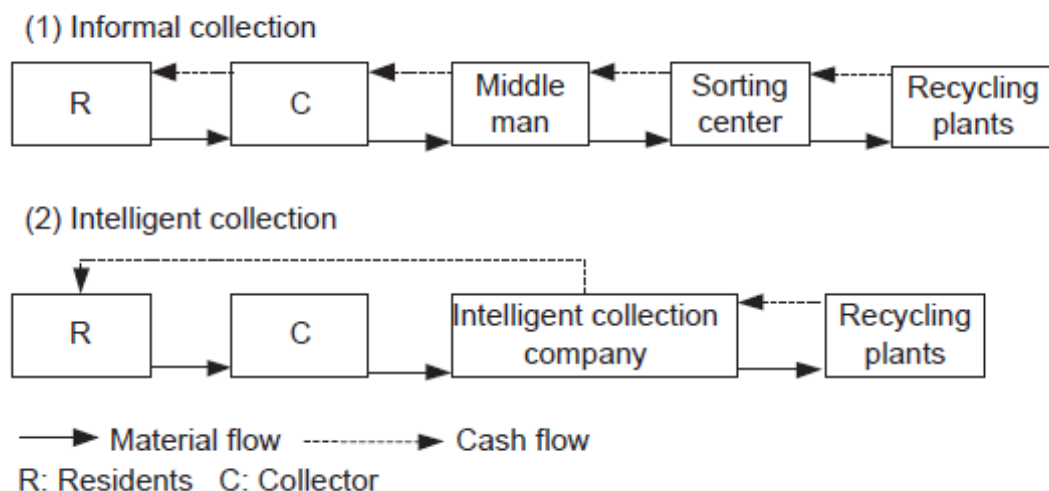 (1) Informal collection
R
C
Middle
man
Sorting
center
Recycling
plants
(2) Intelligent collection
R
C
Intelligent collection
company
Recycling
plants
Material flow
Cash flow
R: Residents C: Collector